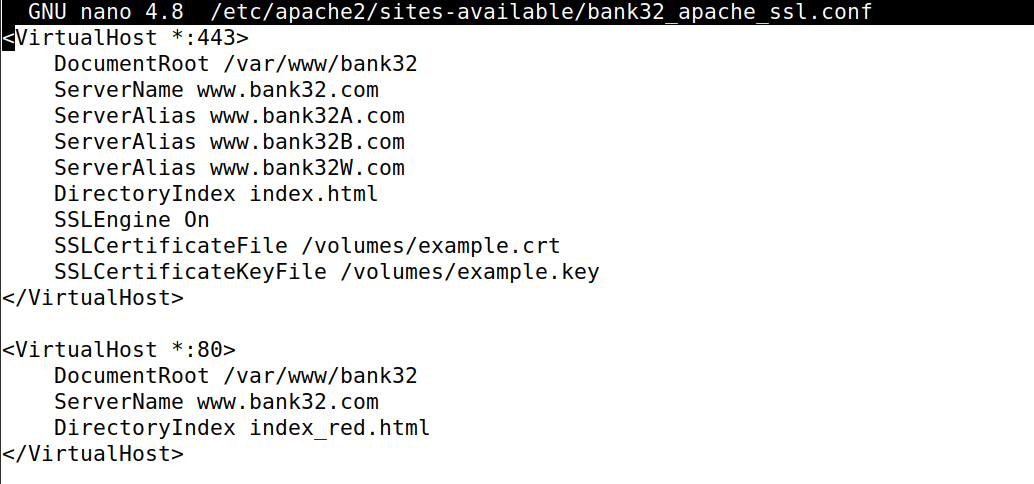 GNU nano 4.8  /etc/apache2/sites-available/bank32_apache_ssl.conf
<VirtualHost *:443>
    DocumentRoot /var/www/bank32
    ServerName www.bank32.com
    ServerAlias www.bank32A.com
    ServerAlias www.bank32B.com
    ServerAlias www.bank32W.com
    DirectoryIndex index.html
    SSLEngine On
    SSLCertificateFile /volumes/example.crt
    SSLCertificateKeyFile /volumes/example.key
</VirtualHost>

<VirtualHost *:80>
    DocumentRoot /var/www/bank32
    ServerName www.bank32.com
    DirectoryIndex index_red.html
</VirtualHost>